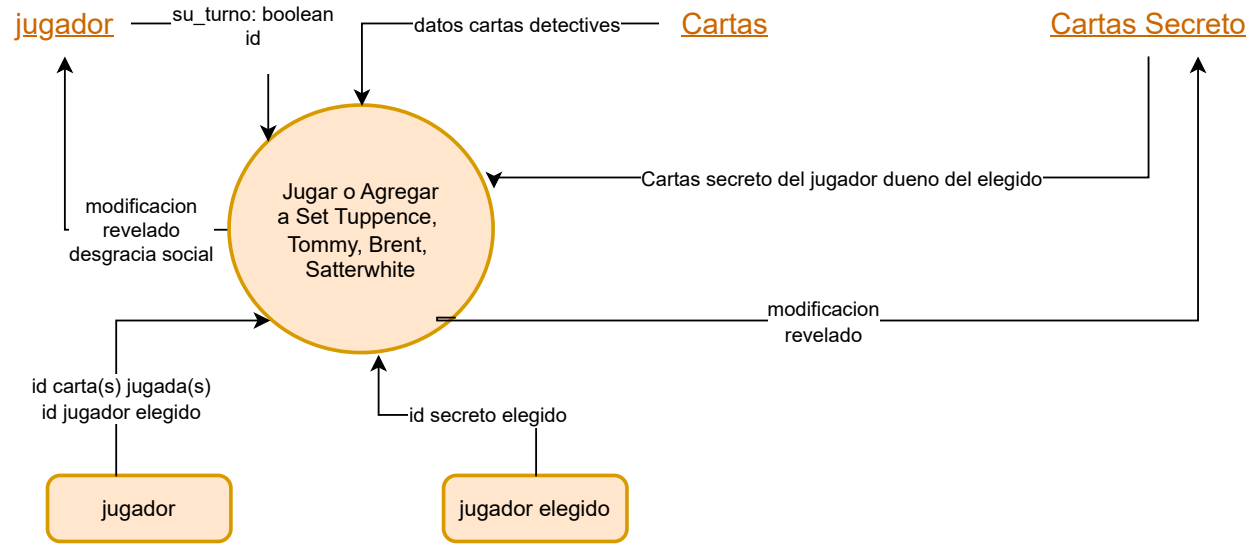 jugador
su_turno: boolean
id
datos cartas detectives
Cartas
Cartas Secreto
Jugar o Agregar
a Set Tuppence,
Tommy, Brent,
Satterwhite
Cartas secreto del jugador dueno del elegido
modificacion
revelado
desgracia social
modificacion
revelado
id carta(s) jugada(s)
id jugador elegido
id secreto elegido
jugador
jugador elegido